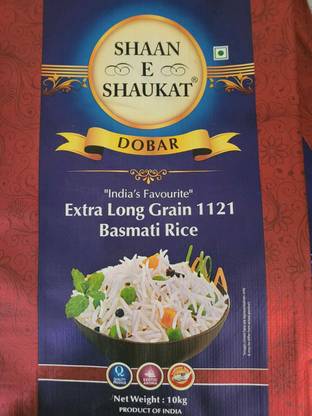 SHAAN
E
SHAUKAT®
DOBAR
"India's Favourite"
Extra Long Grain 1121
Basmati Rice
Net Weight : 10kg
PRODUCT OF INDIA